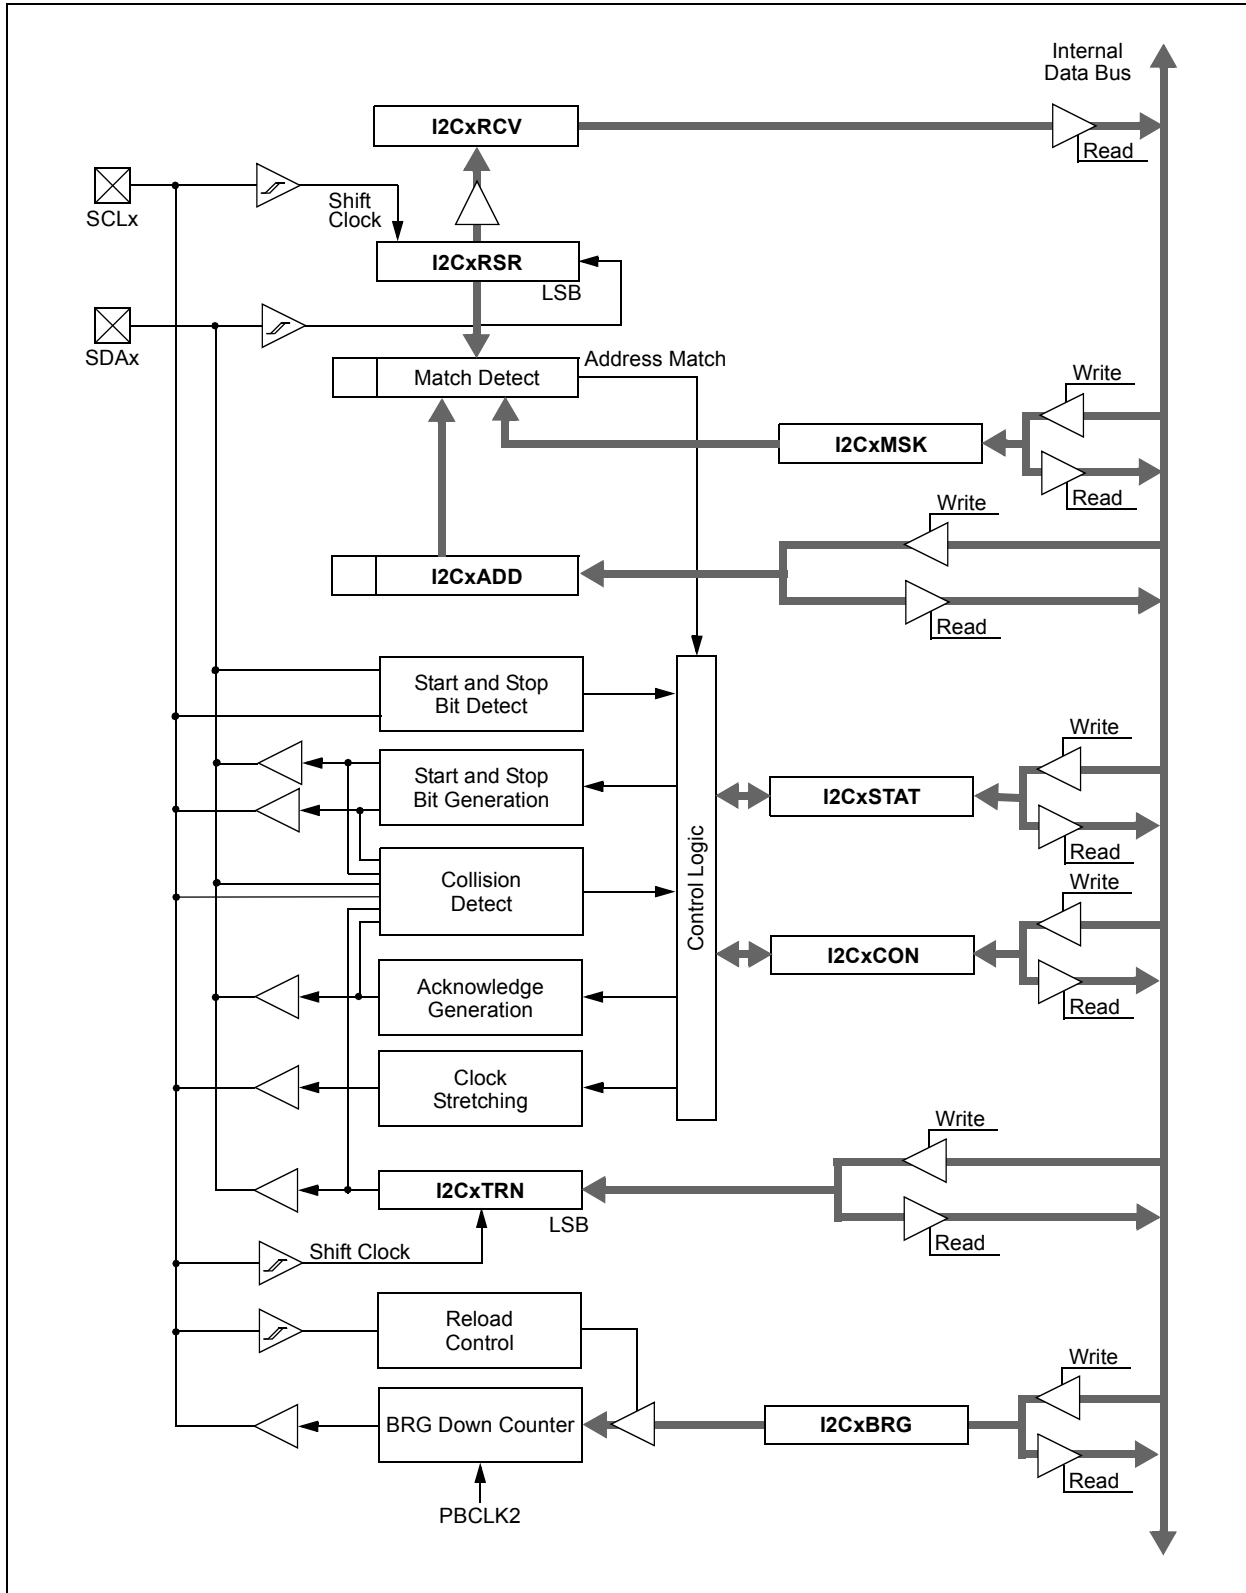 Internal
Data Bus
I2CxRCV
Read
SCLx
Shift
Clock
I2CxRSR
LSB
SDAx
Address Match
Match Detect
Write
I2CxMSK
Read
Write
I2CxADD
Read
Start and Stop
Bit Detect
Write
Start and Stop
Bit Generation
I2CxSTAT
Read
Control Logic
Collision
Detect
Write
I2CxCON
Read
Acknowledge
Generation
Clock
Stretching
Write
I2CxTRN
LSB
Read
Shift Clock
Reload
Control
Write
BRG Down Counter
I2CxBRG
Read
PBCLK2